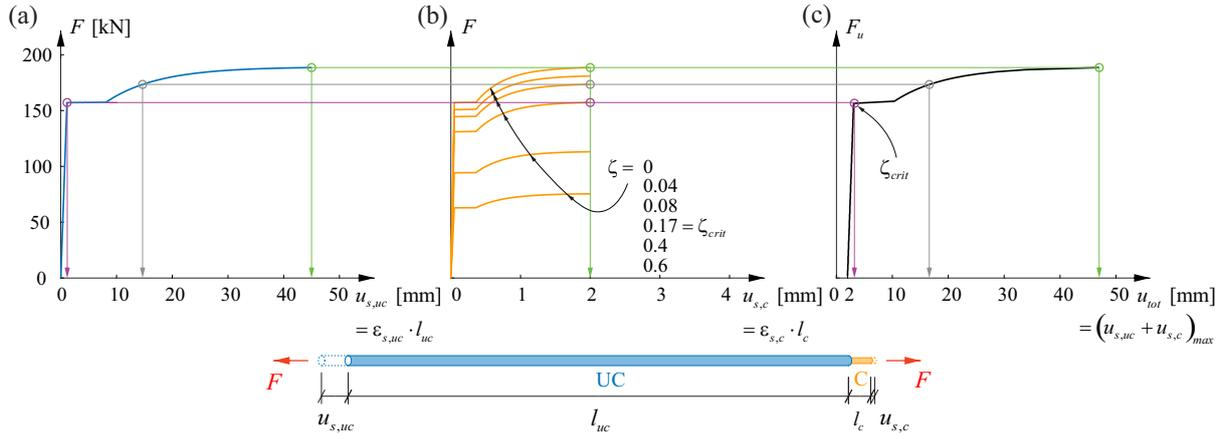 (a)
F [kN]
200
150
100
50
0
0 10 20 30 40 50 u_{s,uc} [mm]
= ε_{s,uc} · l_{uc}
(b)
F
ζ = 0
0.04
0.08
0.17 = ζ_{crit}
0.4
0.6
0 1 2 3 4 u_{s,c} [mm]
= ε_{s,c} · l_c
(c)
F_u
ζ_{crit}
0 2 10 20 30 40 50 u_{tot} [mm]
= (u_{s,uc} + u_{s,c})_{max}
F UC C F
u_{s,uc} l_{uc} l_c u_{s,c}